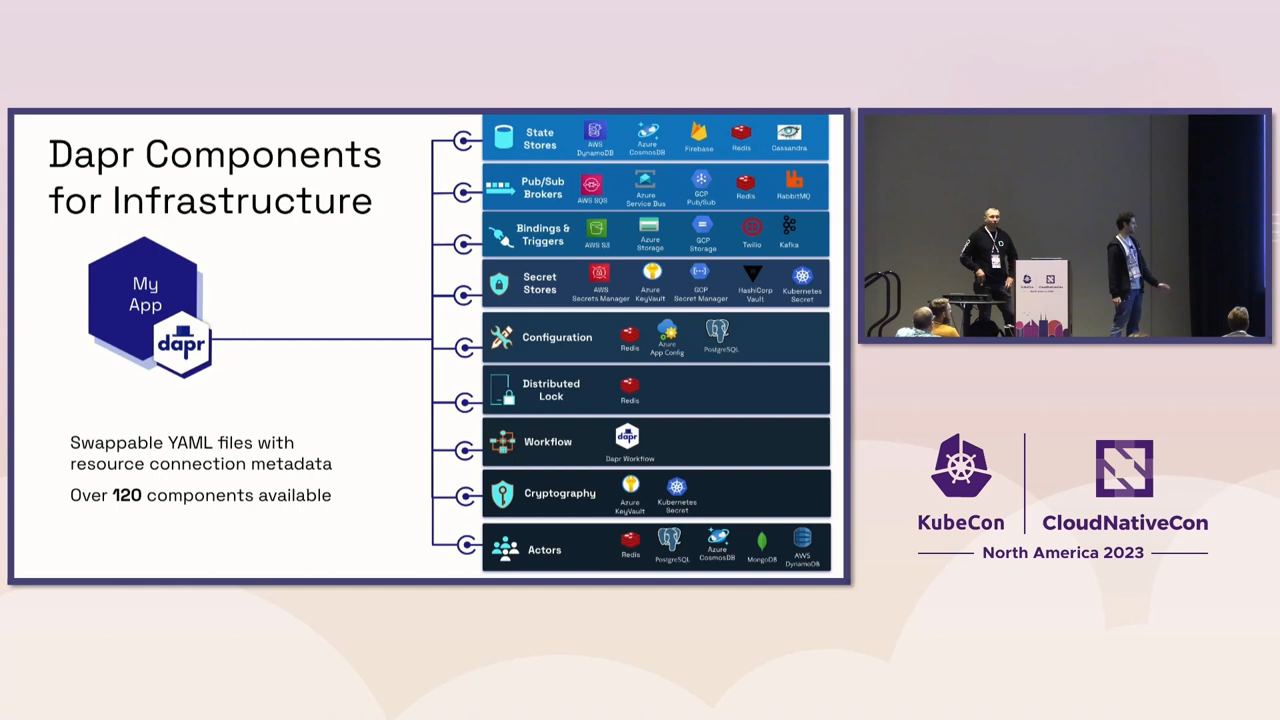 Dapr Components
for Infrastructure
My
App
dapr
Swappable YAML files with
resource connection metadata
Over 120 components available
State
Stores
AWS
DynamoDB
Azure
CosmosDB
Firebase
Redis
Cassandra
Pub/Sub
Brokers
AWS SQS
Azure
Service Bus
GCP
Pub/Sub
Redis
RabbitMQ
Bindings &
Triggers
AWS S3
Azure
Storage
GCP
Storage
Twilio
Kafka
Secret
Stores
AWS
Secrets Manager
Azure
KeyVault
GCP
Secret Manager
HashiCorp
Vault
Kubernetes
Secret
Configuration
Redis
Azure
App Config
PostgreSQL
Distributed
Lock
Redis
Workflow
dapr
Dapr Workflow
Cryptography
Azure
KeyVault
Kubernetes
Secret
Actors
Redis
PostgreSQL
Azure
CosmosDB
MongoDB
AWS
DynamoDB
KubeCon
CloudNativeCon
North America 2023